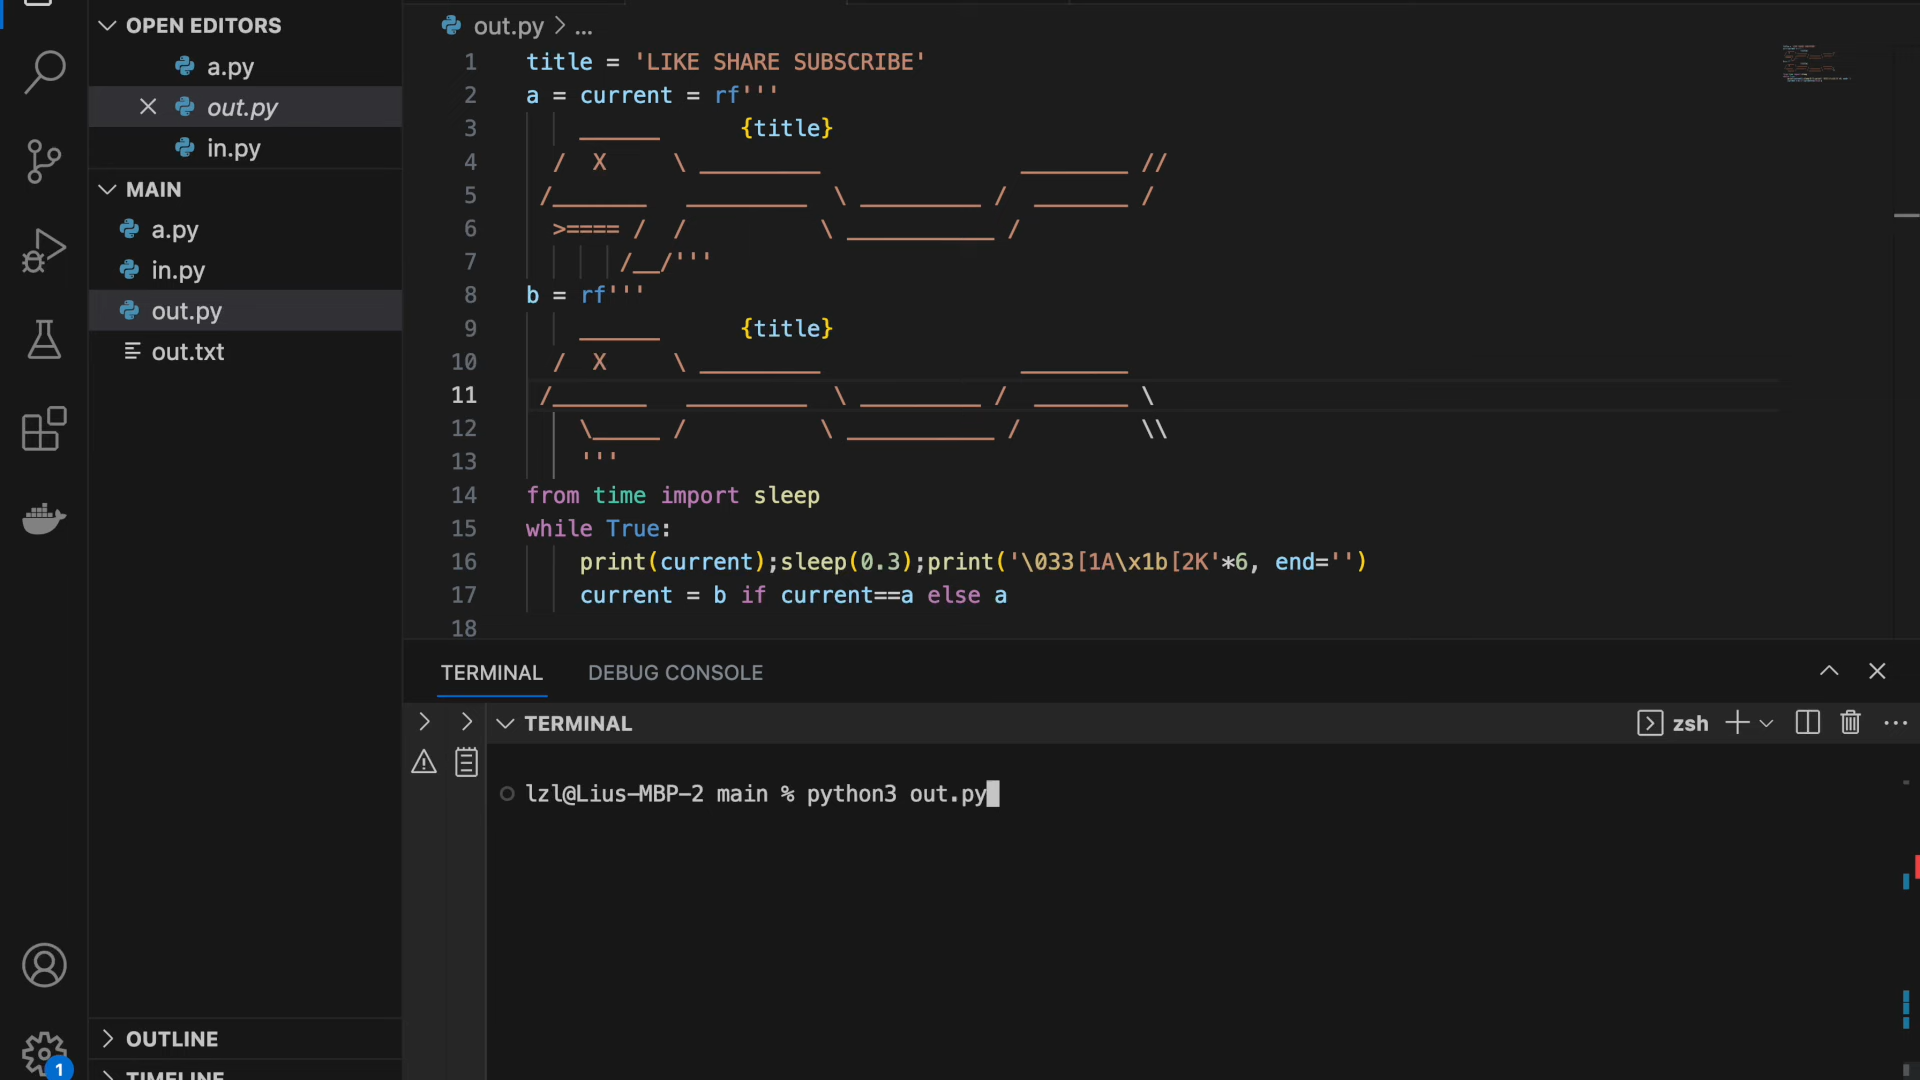 OPEN EDITORS
a.py
out.py
in.py
MAIN
a.py
in.py
out.py
out.txt
OUTLINE
TIMELINE
1
out.py > ...
1 title = 'LIKE SHARE SUBSCRIBE'
2 a = current = rf'''
3     ______      {title}
4   /  X     \ _________               ________ //
5  /_______   _________  \ _________ /  _______ /
6   >==== /  /          \ ___________ /
7        /__/'''
8 b = rf'''
9     ______      {title}
10   /  X     \ _________               ________
11  /_______   _________  \ _________ /  _______ \
12     \_____ /          \ ___________ /         \\
13     '''
14 from time import sleep
15 while True:
16     print(current);sleep(0.3);print('\033[1A\x1b[2K'*6, end='')
17     current = b if current==a else a
18
TERMINAL DEBUG CONSOLE
TERMINAL zsh
lzl@Lius-MBP-2 main % python3 out.py